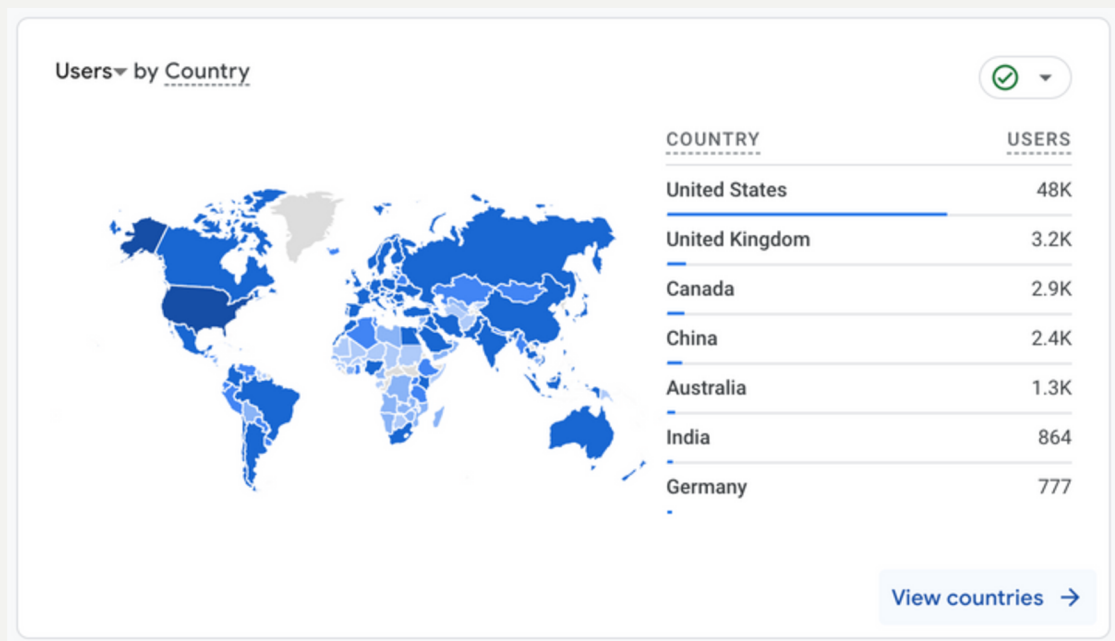 Users by Country
COUNTRY USERS
United States 48K
United Kingdom 3.2K
Canada 2.9K
China 2.4K
Australia 1.3K
India 864
Germany 777
View countries